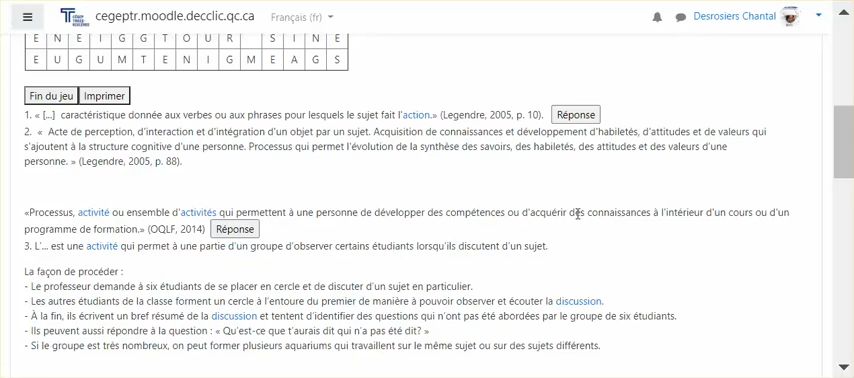 CÉGEP
TROIS-RIVIÈRES
cegeptr.moodle.decclic.qc.ca Français (fr) Desrosiers Chantal
E N E I G G T O U R S I N E
E U G U M T E N I G M E A G S
Fin du jeu Imprimer
1. « [...] caractéristique donnée aux verbes ou aux phrases pour lesquels le sujet fait l'action.» (Legendre, 2005, p. 10). Réponse
2. « Acte de perception, d'interaction et d'intégration d'un objet par un sujet. Acquisition de connaissances et développement d'habiletés, d'attitudes et de valeurs qui
s'ajoutent à la structure cognitive d'une personne. Processus qui permet l'évolution de la synthèse des savoirs, des habiletés, des attitudes et des valeurs d'une
personne. » (Legendre, 2005, p. 88).
«Processus, activité ou ensemble d'activités qui permettent à une personne de développer des compétences ou d'acquérir des connaissances à l'intérieur d'un cours ou d'un
programme de formation.» (OQLF, 2014) Réponse
3. L'... est une activité qui permet à une partie d'un groupe d'observer certains étudiants lorsqu'ils discutent d'un sujet.
La façon de procéder :
- Le professeur demande à six étudiants de se placer en cercle et de discuter d'un sujet en particulier.
- Les autres étudiants de la classe forment un cercle à l'entoure du premier de manière à pouvoir observer et écouter la discussion.
- À la fin, ils écrivent un bref résumé de la discussion et tentent d'identifier des questions qui n'ont pas été abordées par le groupe de six étudiants.
- Ils peuvent aussi répondre à la question : « Qu'est-ce que t'aurais dit qui n'a pas été dit? »
- Si le groupe est très nombreux, on peut former plusieurs aquariums qui travaillent sur le même sujet ou sur des sujets différents.